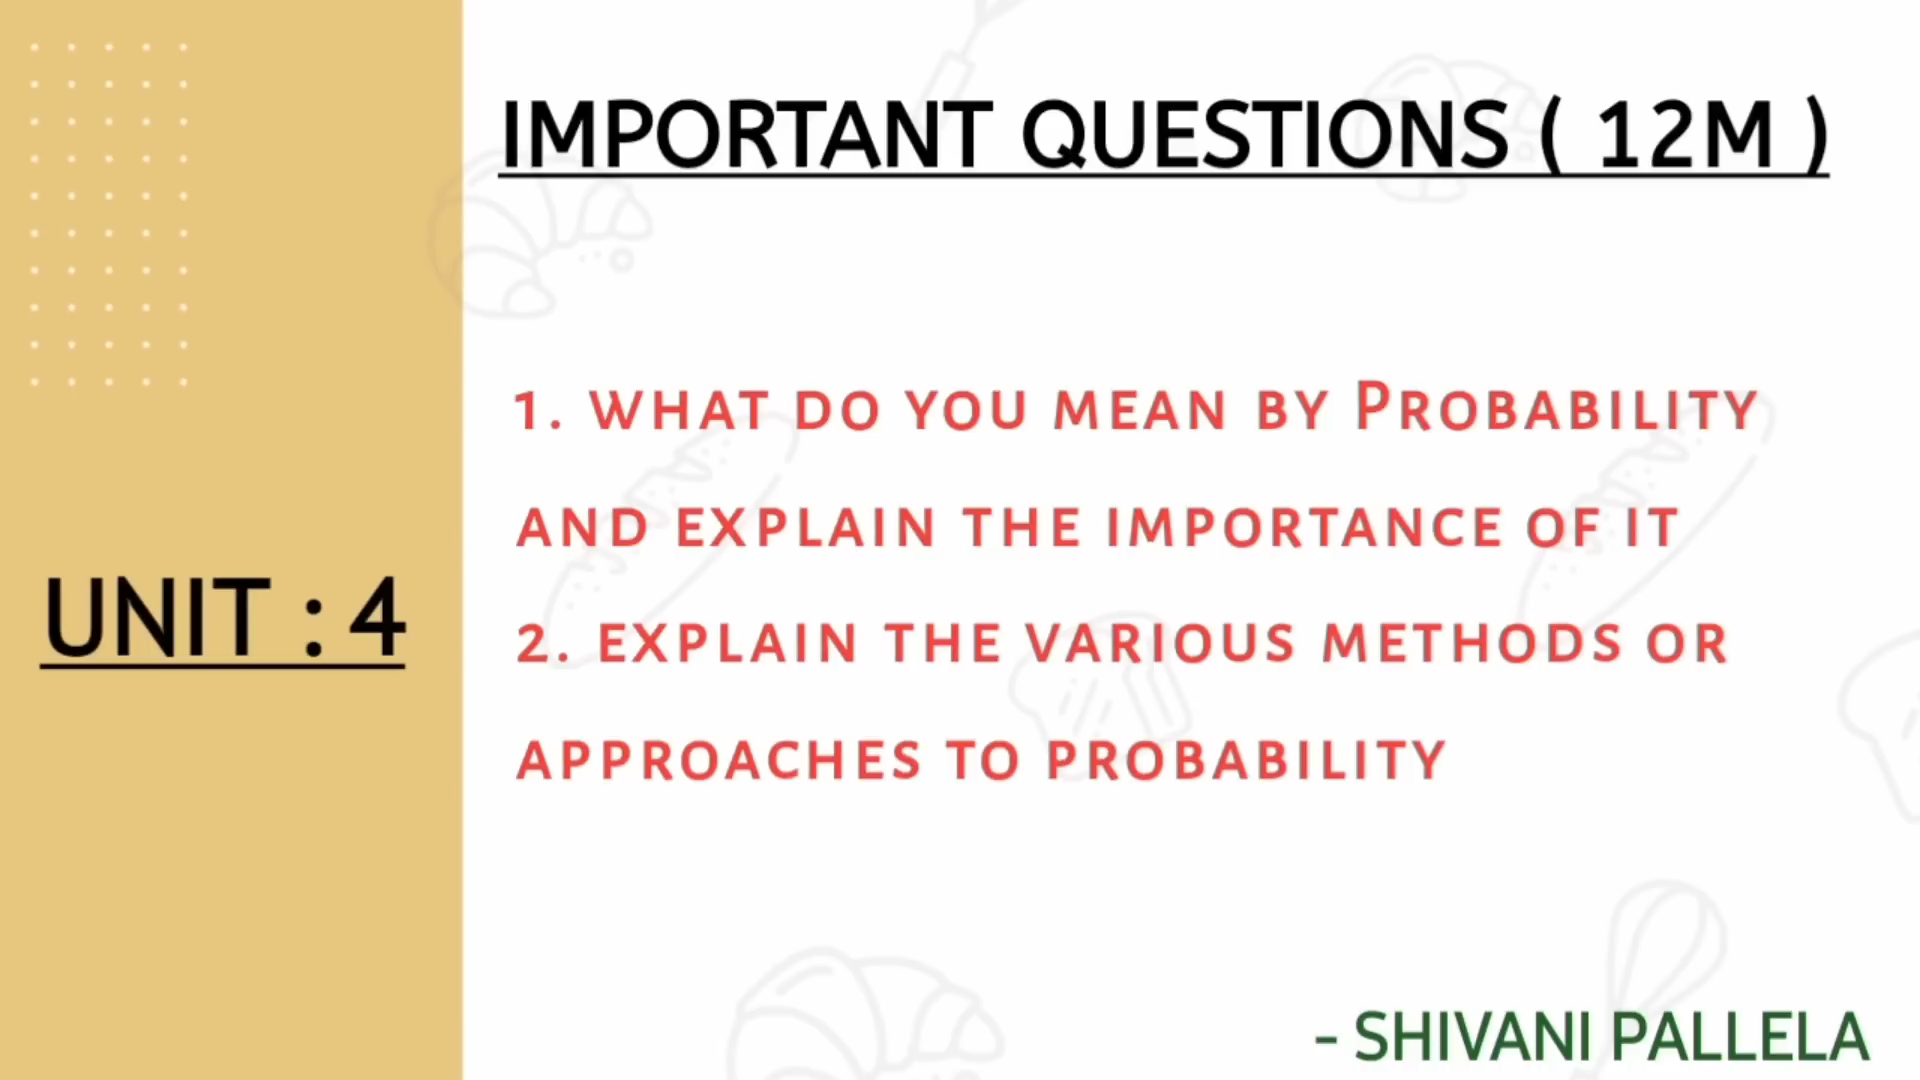 IMPORTANT QUESTIONS ( 12M )
1. WHAT DO YOU MEAN BY PROBABILITY
AND EXPLAIN THE IMPORTANCE OF IT
2. EXPLAIN THE VARIOUS METHODS OR
APPROACHES TO PROBABILITY
UNIT : 4
- SHIVANI PALLELA